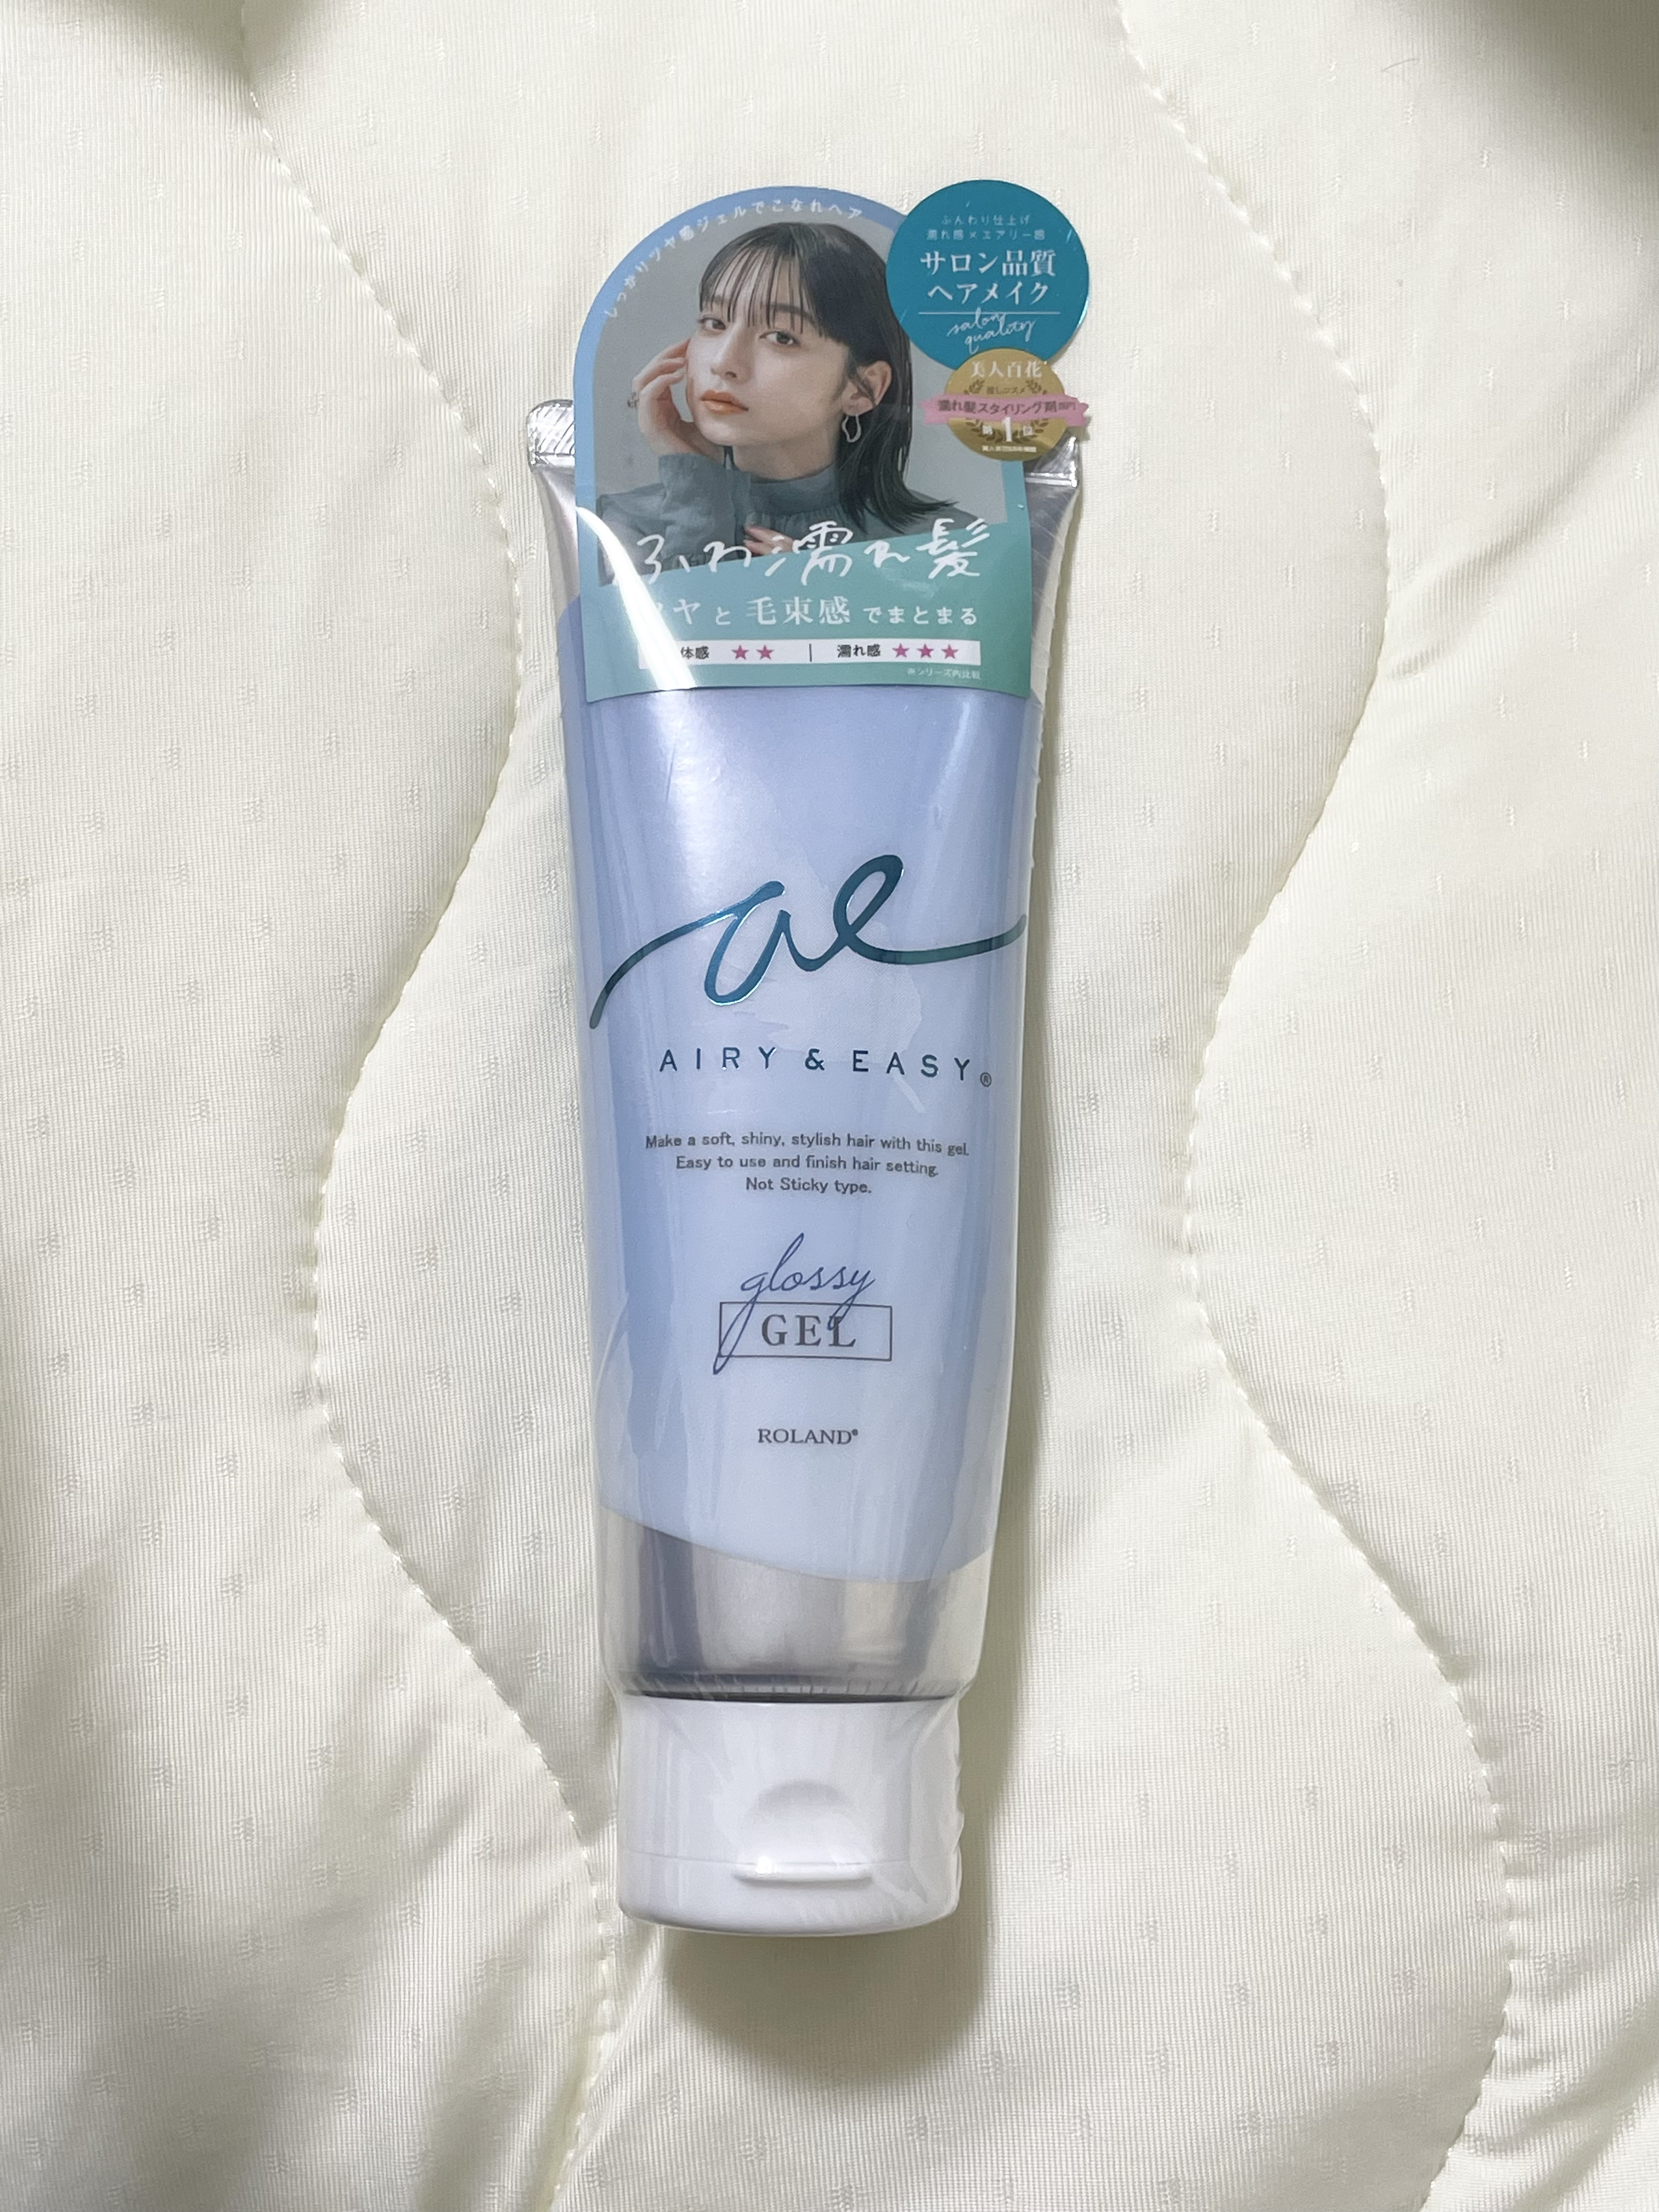 しっかりツヤ感ジェルでこなれヘア
ふんわり仕上げ
濡れ感×エアリー感
サロン品質
ヘアメイク
salon
quality
美人百花
推しコスメ
濡れ髪スタイリング剤部門
第1位
ふわ濡れ髪
ツヤと毛束感でまとまる
体感 ★★ | 濡れ感 ★★★
※シリーズ内比較
ae
AIRY & EASY®
Make a soft, shiny, stylish hair with this gel.
Easy to use and finish hair setting.
Not Sticky type.
glossy
GEL
ROLAND®